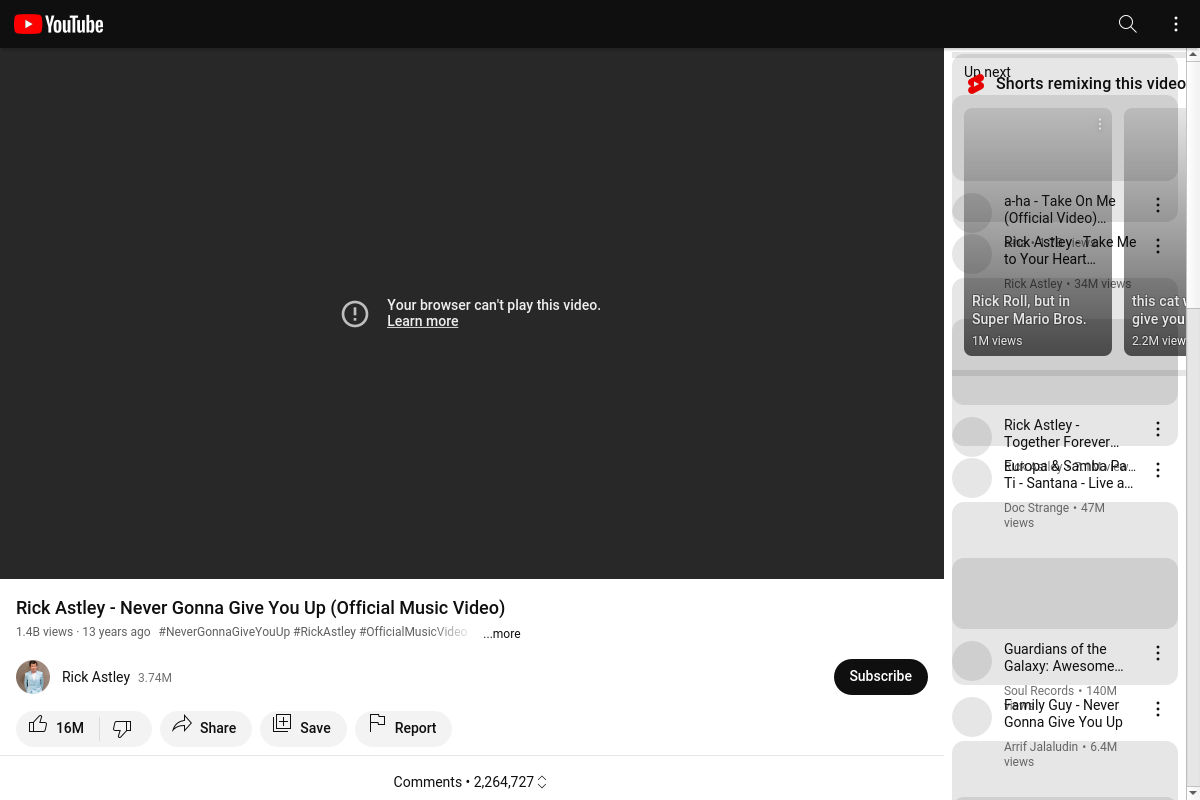 YouTube
Your browser can't play this video.
Learn more
Rick Astley - Never Gonna Give You Up (Official Music Video)
1.4B views · 13 years ago #NeverGonnaGiveYouUp #RickAstley #OfficialMusicVideo ...more
Rick Astley 3.74M
Subscribe
16M
Share
Save
Report
Comments • 2,264,727
Up next
Shorts remixing this video
Rick Roll, but in
Super Mario Bros.
1M views
this cat
give you
2.2M view
a-ha - Take On Me
(Official Video)…
Rick Astley - Take Me
to Your Heart…
Rick Astley • 34M views
Rick Astley -
Together Forever…
Europa & Samba Pa…
Ti - Santana - Live a…
Doc Strange • 47M
views
Guardians of the
Galaxy: Awesome…
Soul Records • 140M
views
Family Guy - Never
Gonna Give You Up
Arrif Jalaludin • 6.4M
views